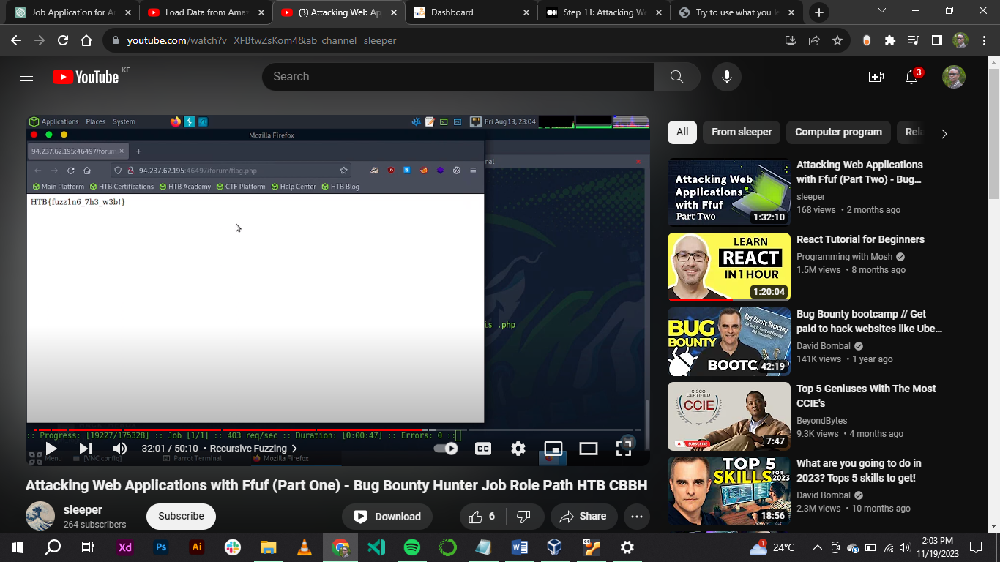 Job Application for A
Load Data from Amaz
(3) Attacking Web Ap
Dashboard
Step 11: Attacking We
Try to use what you le
youtube.com/watch?v=XFBtwZsKom4&ab_channel=sleeper
YouTube KE
Search
3
Applications Places System
Fri Aug 18, 23:04
Mozilla Firefox
94.237.62.195:46497/forum
94.237.62.195:46497/forum/flag.php
Main Platform HTB Certifications HTB Academy CTF Platform Help Center HTB Blog
HTB{fuzz1n6_7h3_w3b!}
is .php
:: Progress: [19227/175328] :: Job [1/1] :: 403 req/sec :: Duration: [0:00:47] :: Errors: 0 ::
32:01 / 50:10 • Recursive Fuzzing
CC
Menu [VNC config] Parrot Terminal Mozilla Firefox
Attacking Web Applications with Ffuf (Part One) - Bug Bounty Hunter Job Role Path HTB CBBH
sleeper
264 subscribers
Subscribe
Download
6
Share
All
From sleeper
Computer program
Rela
Attacking Web
Applications
with Ffuf
Part Two
1:32:10
Attacking Web Applications
with Ffuf (Part Two) - Bug...
sleeper
168 views • 2 months ago
LEARN
REACT
IN 1 HOUR
1:20:04
React Tutorial for Beginners
Programming with Mosh
1.5M views • 8 months ago
BUG
BOUNTY
BOOTC
Bug Bounty Bootcamp
42:19
Bug Bounty bootcamp // Get
paid to hack websites like Ube...
David Bombal
141K views • 1 year ago
CISCO
CERTIFIED
CCIE
SUBSCRIBE
7:47
Top 5 Geniuses With The Most
CCIE's
BeyondBytes
9.3K views • 4 months ago
TOP 5
SKILLS
FOR
2023
18:56
What are you going to do in
2023? Tops 5 skills to get!
David Bombal
2.3M views • 10 months ago
Xd
Ps
Ai
1
24°C
2:03 PM
11/19/2023